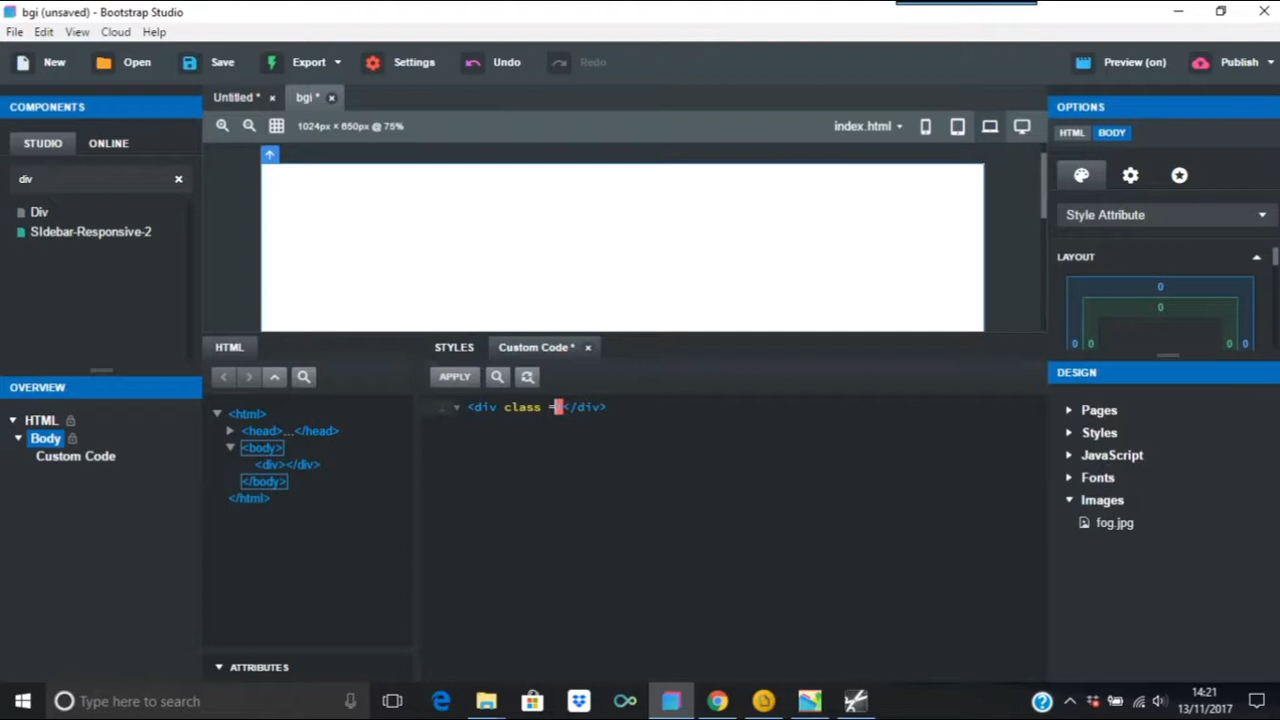 bgi (unsaved) - Bootstrap Studio
File Edit View Cloud Help
New Open Save Export Settings Undo Redo Preview (on) Publish
COMPONENTS
STUDIO ONLINE
div
Div
SIdebar-Responsive-2
OVERVIEW
HTML
Body
Custom Code
Untitled * bgi *
1024px × 650px @ 75% index.html
HTML
<html>
<head>...</head>
<body>
<div></div>
</body>
</html>
ATTRIBUTES
STYLES Custom Code *
APPLY
1 <div class =</div>
OPTIONS
HTML BODY
Style Attribute
LAYOUT
0
0
0 0 0 0
DESIGN
Pages
Styles
JavaScript
Fonts
Images
fog.jpg
Type here to search
14:21
13/11/2017